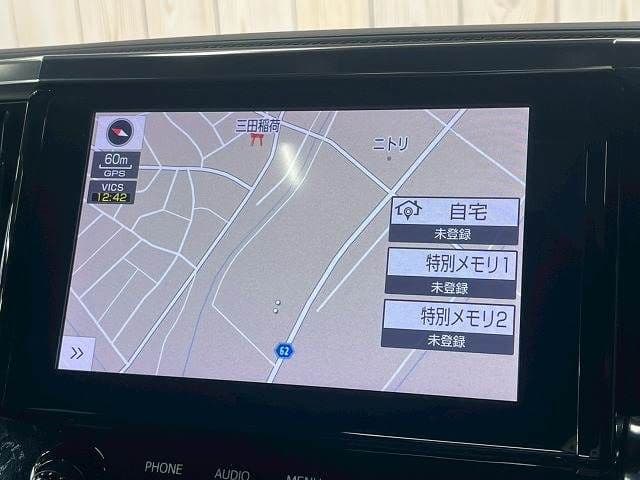 三田稲荷
ニトリ
60m
GPS
VICS
12:42
自宅
未登録
特別メモリ1
未登録
特別メモリ2
未登録
62
>>
PHONE
AUDIO
MENU